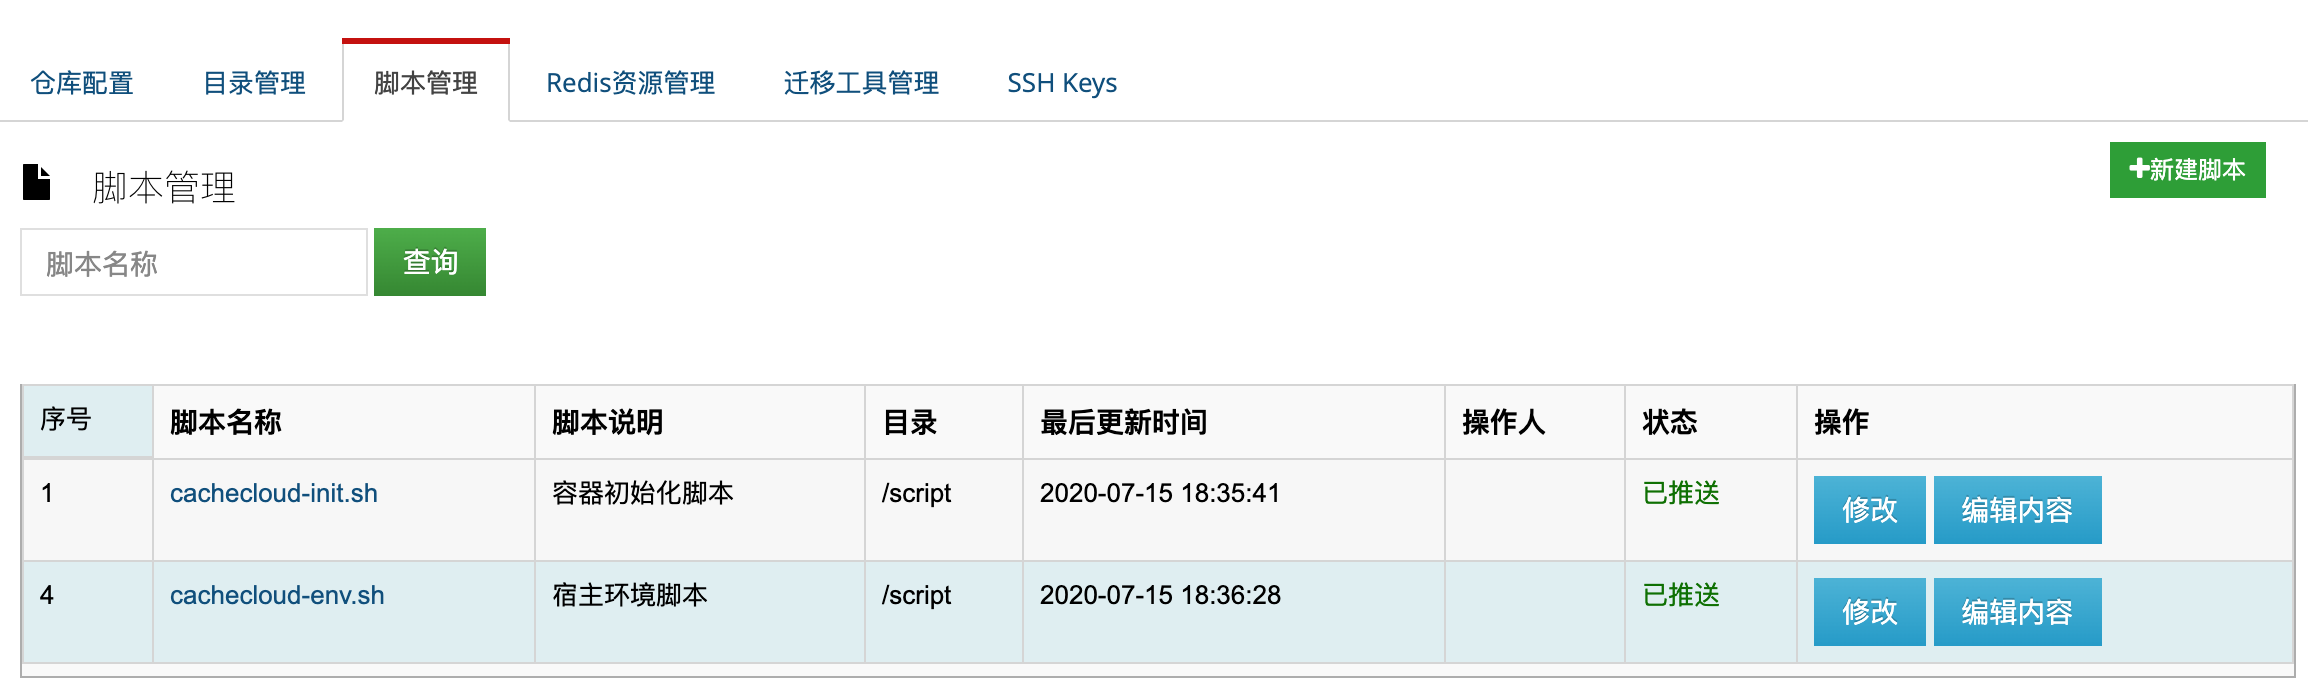 仓库配置 目录管理 脚本管理 Redis资源管理 迁移工具管理 SSH Keys
脚本管理
新建脚本
脚本名称 查询
序号 脚本名称 脚本说明 目录 最后更新时间 操作人 状态 操作
1 cachecloud-init.sh 容器初始化脚本 /script 2020-07-15 18:35:41 已推送 修改 编辑内容
4 cachecloud-env.sh 宿主环境脚本 /script 2020-07-15 18:36:28 已推送 修改 编辑内容